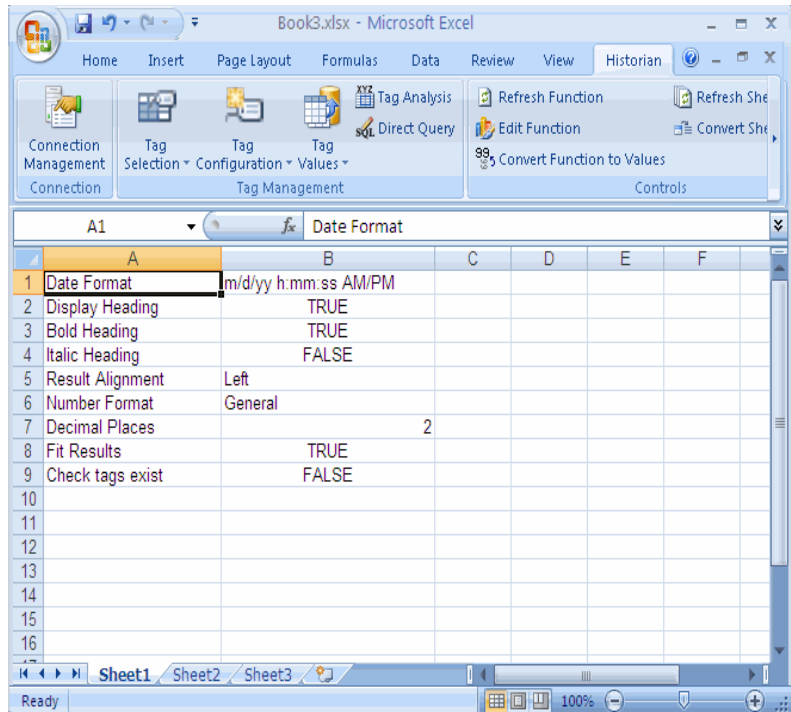 Book3.xlsx - Microsoft Excel
Home Insert Page Layout Formulas Data Review View Historian
Connection Management
Tag Selection
Tag Configuration
Tag Values
XYZ Tag Analysis
SQL Direct Query
Refresh Function
Edit Function
Convert Function to Values
Refresh She
Convert She
Connection Tag Management Controls
A1 fx Date Format
A B C D E F
1 Date Format m/d/yy h:mm:ss AM/PM
2 Display Heading TRUE
3 Bold Heading TRUE
4 Italic Heading FALSE
5 Result Alignment Left
6 Number Format General
7 Decimal Places 2
8 Fit Results TRUE
9 Check tags exist FALSE
10
11
12
13
14
15
16
Sheet1 Sheet2 Sheet3
Ready 100%